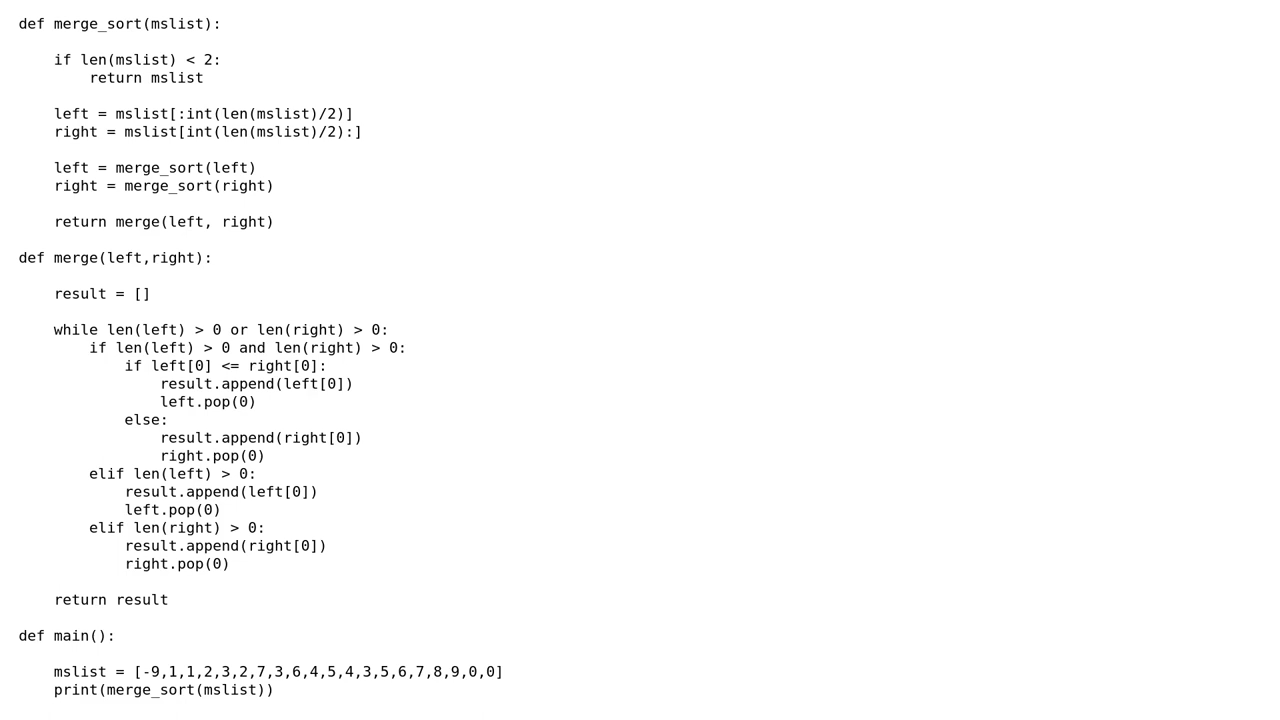 def merge_sort(mslist):

    if len(mslist) < 2:
        return mslist

    left = mslist[:int(len(mslist)/2)]
    right = mslist[int(len(mslist)/2):]

    left = merge_sort(left)
    right = merge_sort(right)

    return merge(left, right)

def merge(left,right):

    result = []

    while len(left) > 0 or len(right) > 0:
        if len(left) > 0 and len(right) > 0:
            if left[0] <= right[0]:
                result.append(left[0])
                left.pop(0)
            else:
                result.append(right[0])
                right.pop(0)
        elif len(left) > 0:
            result.append(left[0])
            left.pop(0)
        elif len(right) > 0:
            result.append(right[0])
            right.pop(0)

    return result

def main():

    mslist = [-9,1,1,2,3,2,7,3,6,4,5,4,3,5,6,7,8,9,0,0]
    print(merge_sort(mslist))